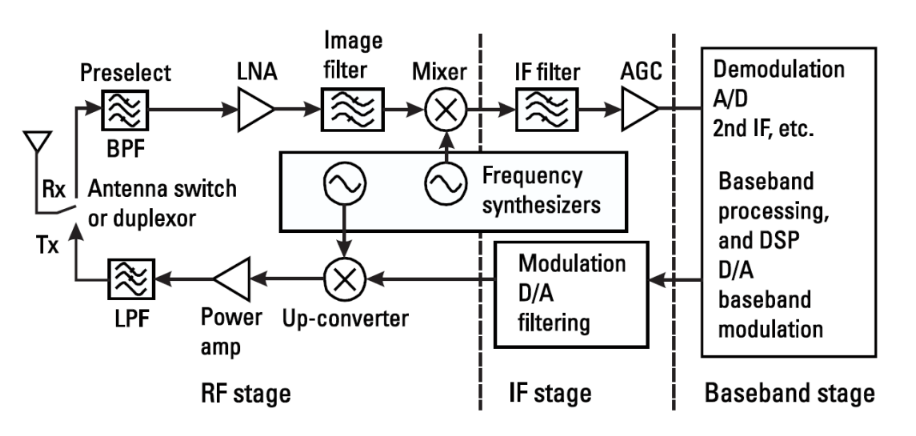 Preselect
BPF
LNA
Image
filter
Mixer
IF filter
AGC
Demodulation
A/D
2nd IF, etc.
Baseband
processing,
and DSP
D/A
baseband
modulation
Rx
Antenna switch
or duplexor
Tx
Frequency
synthesizers
LPF
Power
amp
Up-converter
Modulation
D/A
filtering
RF stage
IF stage
Baseband stage